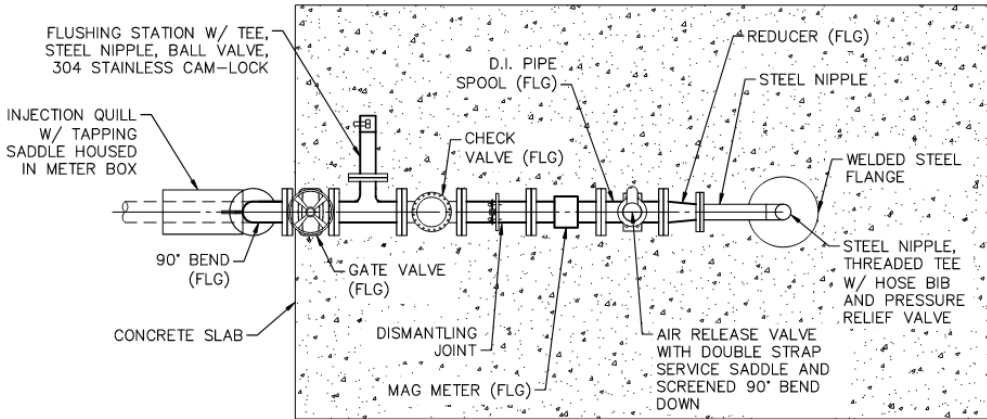 FLUSHING STATION W/ TEE,
STEEL NIPPLE, BALL VALVE,
304 STAINLESS CAM-LOCK
INJECTION QUILL
W/ TAPPING
SADDLE HOUSED
IN METER BOX
90° BEND
(FLG)
CONCRETE SLAB
GATE VALVE
(FLG)
CHECK
VALVE (FLG)
D.I. PIPE
SPOOL (FLG)
REDUCER (FLG)
STEEL NIPPLE
WELDED STEEL
FLANGE
STEEL NIPPLE,
THREADED TEE
W/ HOSE BIB
AND PRESSURE
RELIEF VALVE
DISMANTLING
JOINT
MAG METER (FLG)
AIR RELEASE VALVE
WITH DOUBLE STRAP
SERVICE SADDLE AND
SCREENED 90° BEND
DOWN